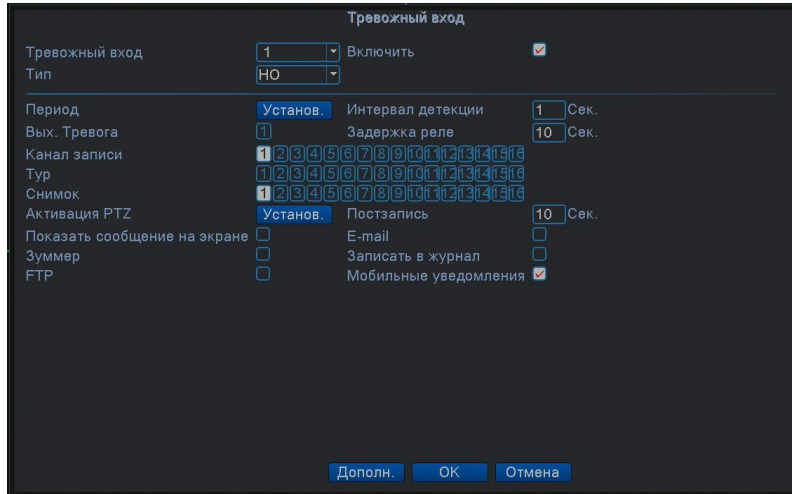 Тревожный вход
Тревожный вход 1 Включить
Тип НО
Период Установ. Интервал детекции 1 Сек.
Вых. Тревога 1 Задержка реле 10 Сек.
Канал записи 1 2 3 4 5 6 7 8 9 10 11 12 13 14 15 16
Тур 1 2 3 4 5 6 7 8 9 10 11 12 13 14 15 16
Снимок 1 2 3 4 5 6 7 8 9 10 11 12 13 14 15 16
Активация PTZ Установ. Постзапись 10 Сек.
Показать сообщение на экране E-mail
Зуммер Записать в журнал
FTP Мобильные уведомления
Дополн. OK Отмена